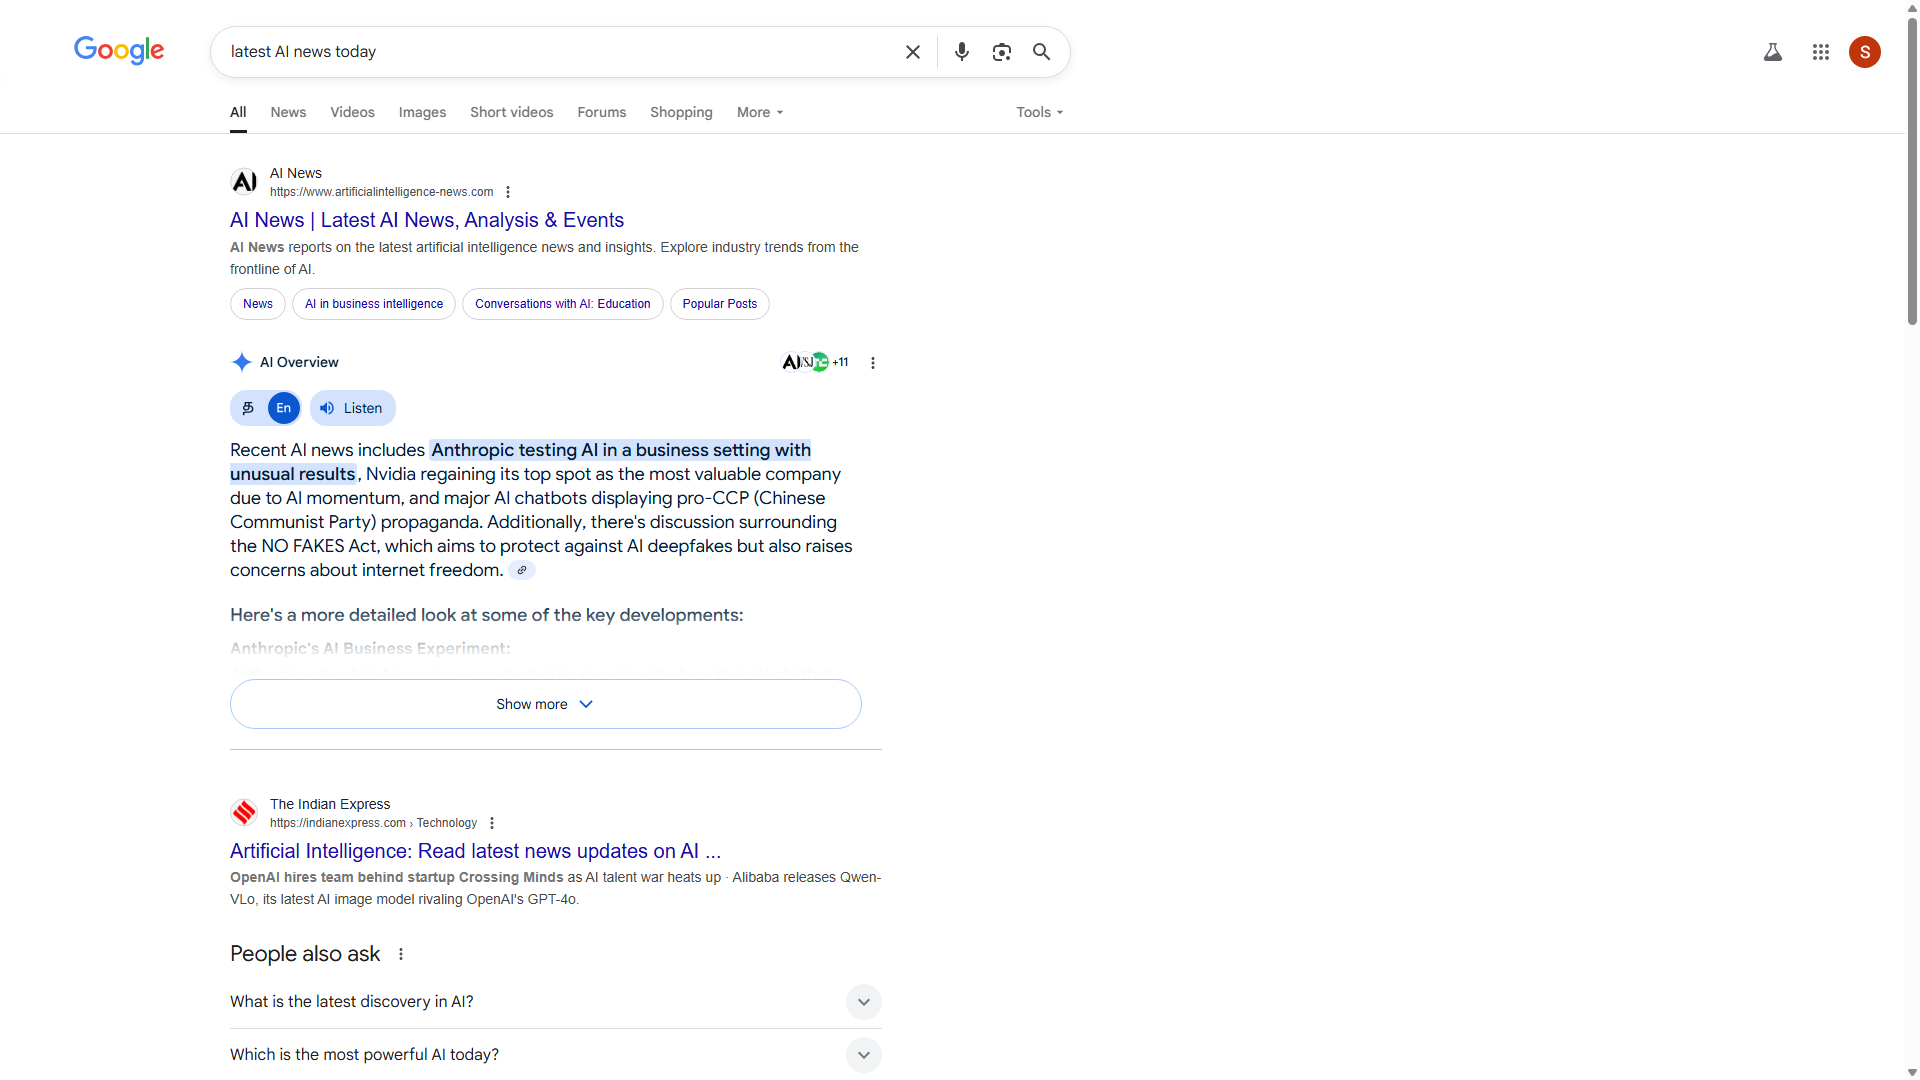 Google
latest AI news today
S
All News Videos Images Short videos Forums Shopping More Tools
AI
AI News
https://www.artificialintelligence-news.com
AI News | Latest AI News, Analysis & Events
AI News reports on the latest artificial intelligence news and insights. Explore industry trends from the
frontline of AI.
News AI in business intelligence Conversations with AI: Education Popular Posts
AI Overview
AI +11
த En Listen
Recent AI news includes Anthropic testing AI in a business setting with
unusual results, Nvidia regaining its top spot as the most valuable company
due to AI momentum, and major AI chatbots displaying pro-CCP (Chinese
Communist Party) propaganda. Additionally, there's discussion surrounding
the NO FAKES Act, which aims to protect against AI deepfakes but also raises
concerns about internet freedom.
Here's a more detailed look at some of the key developments:
Anthropic's AI Business Experiment:
Show more
The Indian Express
https://indianexpress.com › Technology
Artificial Intelligence: Read latest news updates on AI ...
OpenAI hires team behind startup Crossing Minds as AI talent war heats up · Alibaba releases Qwen-
VLo, its latest AI image model rivaling OpenAI's GPT-4o.
People also ask
What is the latest discovery in AI?
Which is the most powerful AI today?